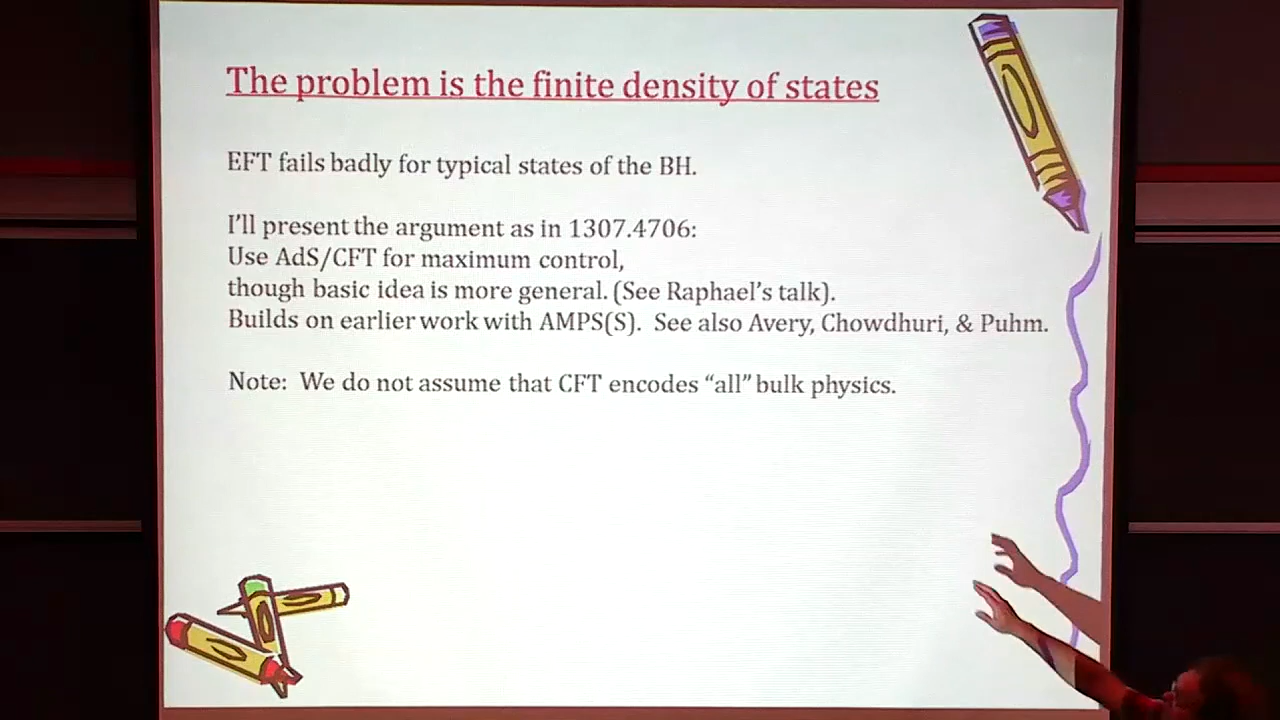 The problem is the finite density of states
EFT fails badly for typical states of the BH.
I'll present the argument as in 1307.4706:
Use AdS/CFT for maximum control,
though basic idea is more general. (See Raphael's talk).
Builds on earlier work with AMPS(S).  See also Avery, Chowdhuri, & Puhm.
Note:  We do not assume that CFT encodes “all” bulk physics.